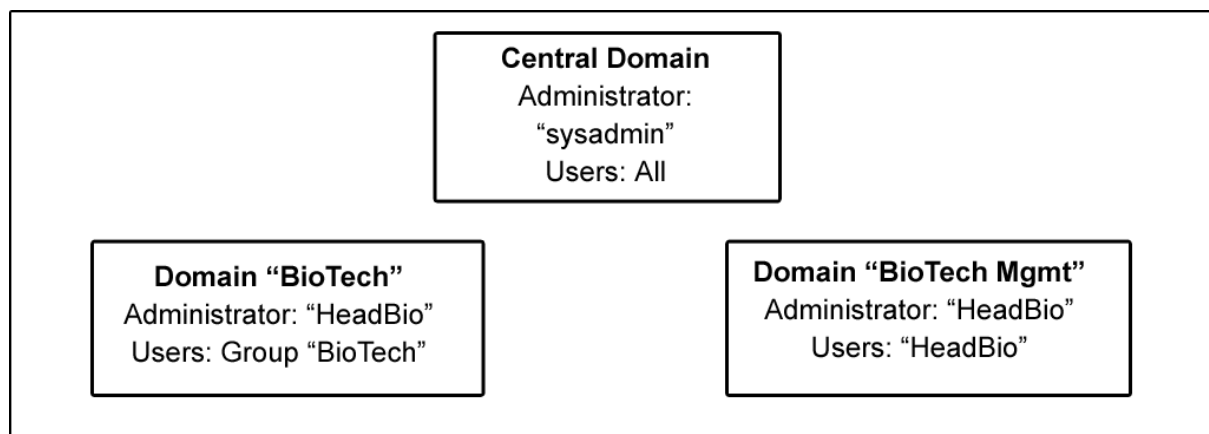 Central Domain
Administrator:
“sysadmin”
Users: All
Domain “BioTech”
Administrator: “HeadBio”
Users: Group “BioTech”
Domain “BioTech Mgmt”
Administrator: “HeadBio”
Users: “HeadBio”